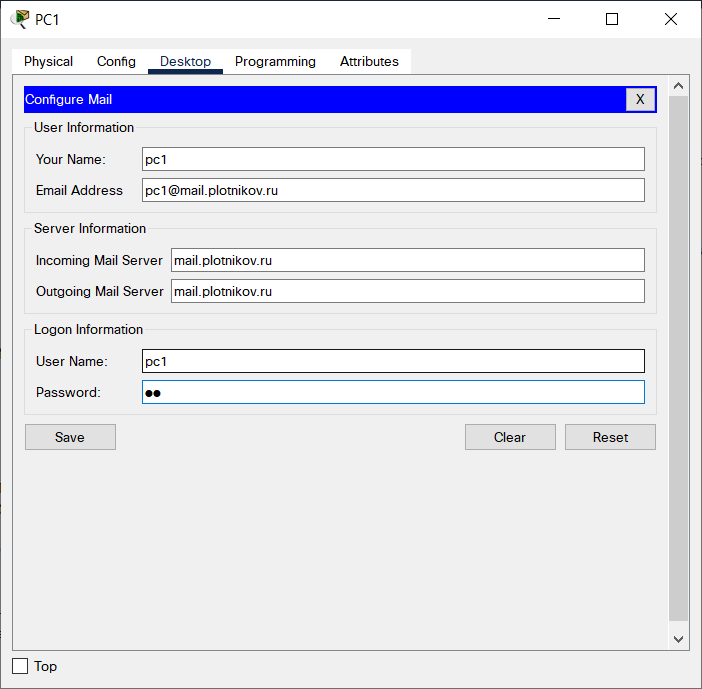 PC1
Physical Config Desktop Programming Attributes
Configure Mail X
User Information
Your Name: pc1
Email Address pc1@mail.plotnikov.ru
Server Information
Incoming Mail Server mail.plotnikov.ru
Outgoing Mail Server mail.plotnikov.ru
Logon Information
User Name: pc1
Password: ●●
Save Clear Reset
Top